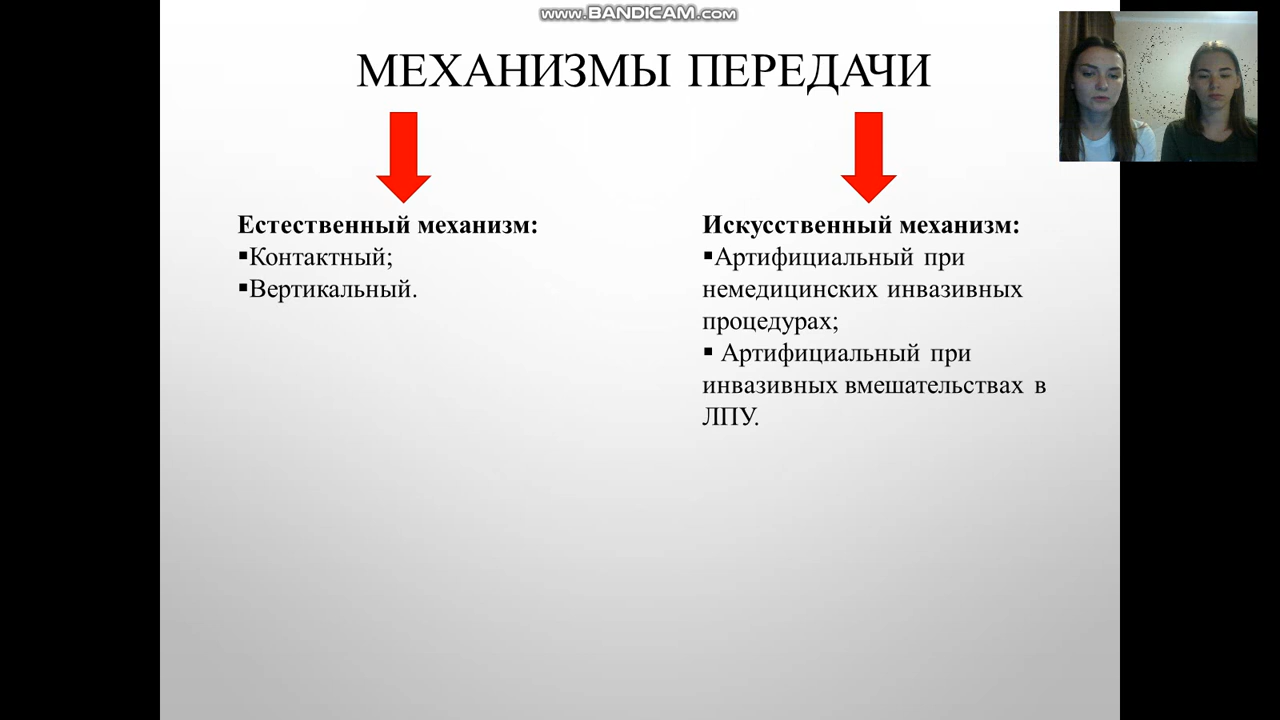 www.BANDICAM.com
МЕХАНИЗМЫ ПЕРЕДАЧИ
Естественный механизм:
▪Контактный;
▪Вертикальный.
Искусственный механизм:
▪Артифициальный при
немедицинских инвазивных
процедурах;
▪ Артифициальный при
инвазивных вмешательствах в
ЛПУ.